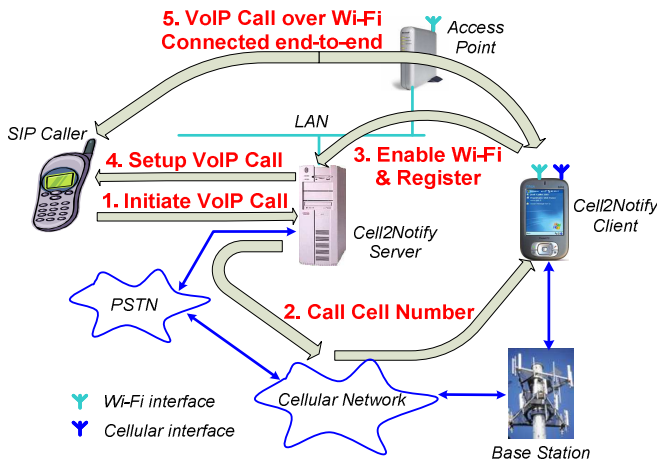 5. VoIP Call over Wi-Fi
Connected end-to-end
Access
Point
SIP Caller
LAN
4. Setup VoIP Call
3. Enable Wi-Fi
& Register
1. Initiate VoIP Call
Cell2Notify
Server
Cell2Notify
Client
PSTN
2. Call Cell Number
Cellular Network
Wi-Fi interface
Cellular interface
Base Station